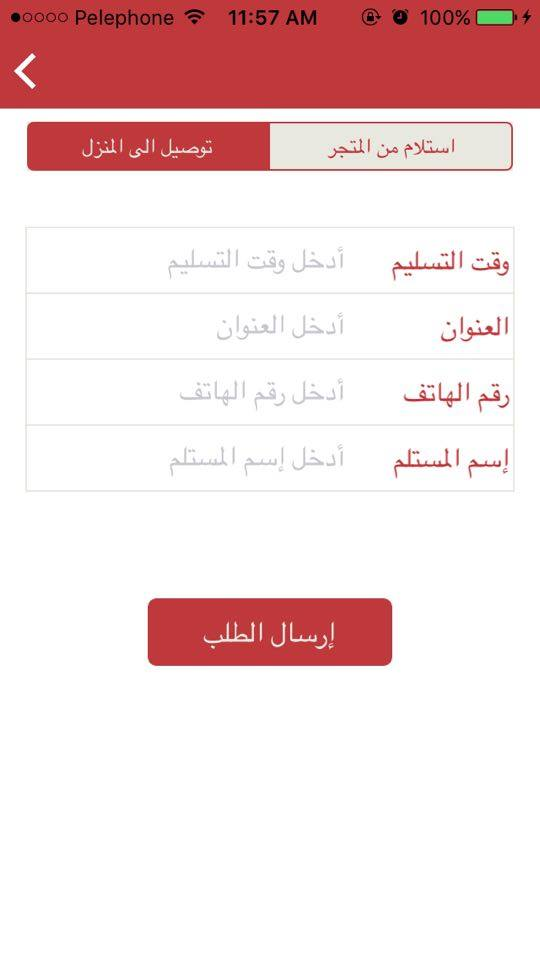 Pelephone 11:57 AM 100%
استلام من المتجر توصيل الى المنزل
وقت التسليم أدخل وقت التسليم
العنوان أدخل العنوان
رقم الهاتف أدخل رقم الهاتف
إسم المستلم أدخل إسم المستلم
إرسال الطلب